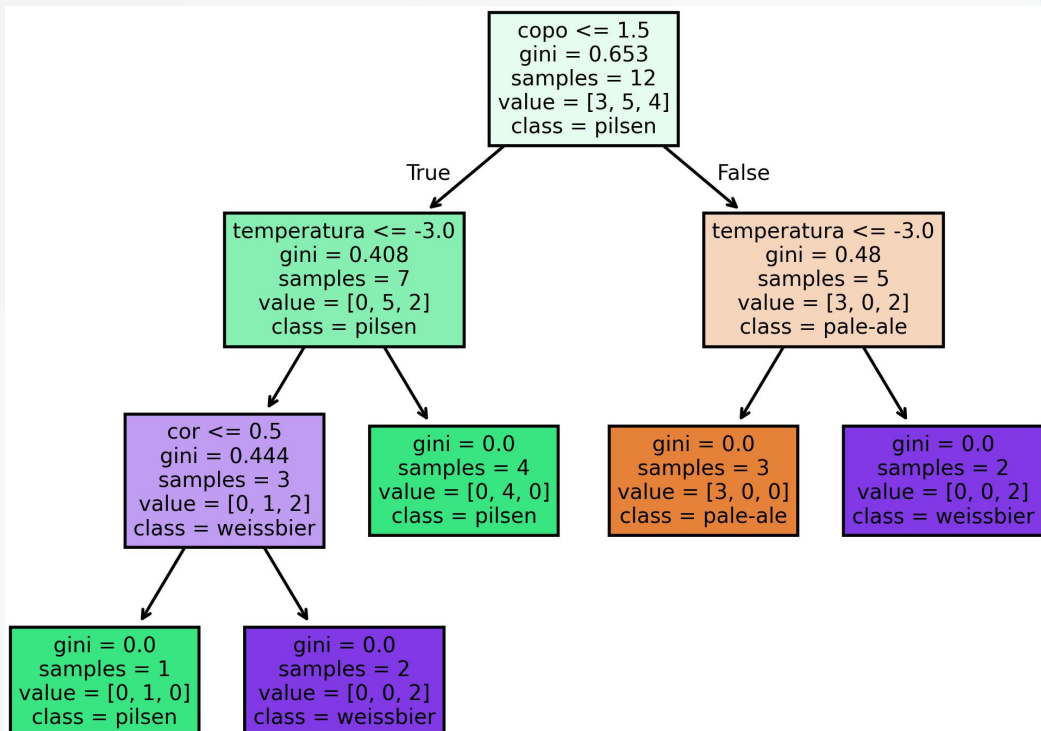 copo <= 1.5
gini = 0.653
samples = 12
value = [3, 5, 4]
class = pilsen
True
False
temperatura <= -3.0
gini = 0.408
samples = 7
value = [0, 5, 2]
class = pilsen
temperatura <= -3.0
gini = 0.48
samples = 5
value = [3, 0, 2]
class = pale-ale
cor <= 0.5
gini = 0.444
samples = 3
value = [0, 1, 2]
class = weissbier
gini = 0.0
samples = 4
value = [0, 4, 0]
class = pilsen
gini = 0.0
samples = 3
value = [3, 0, 0]
class = pale-ale
gini = 0.0
samples = 2
value = [0, 0, 2]
class = weissbier
gini = 0.0
samples = 1
value = [0, 1, 0]
class = pilsen
gini = 0.0
samples = 2
value = [0, 0, 2]
class = weissbier